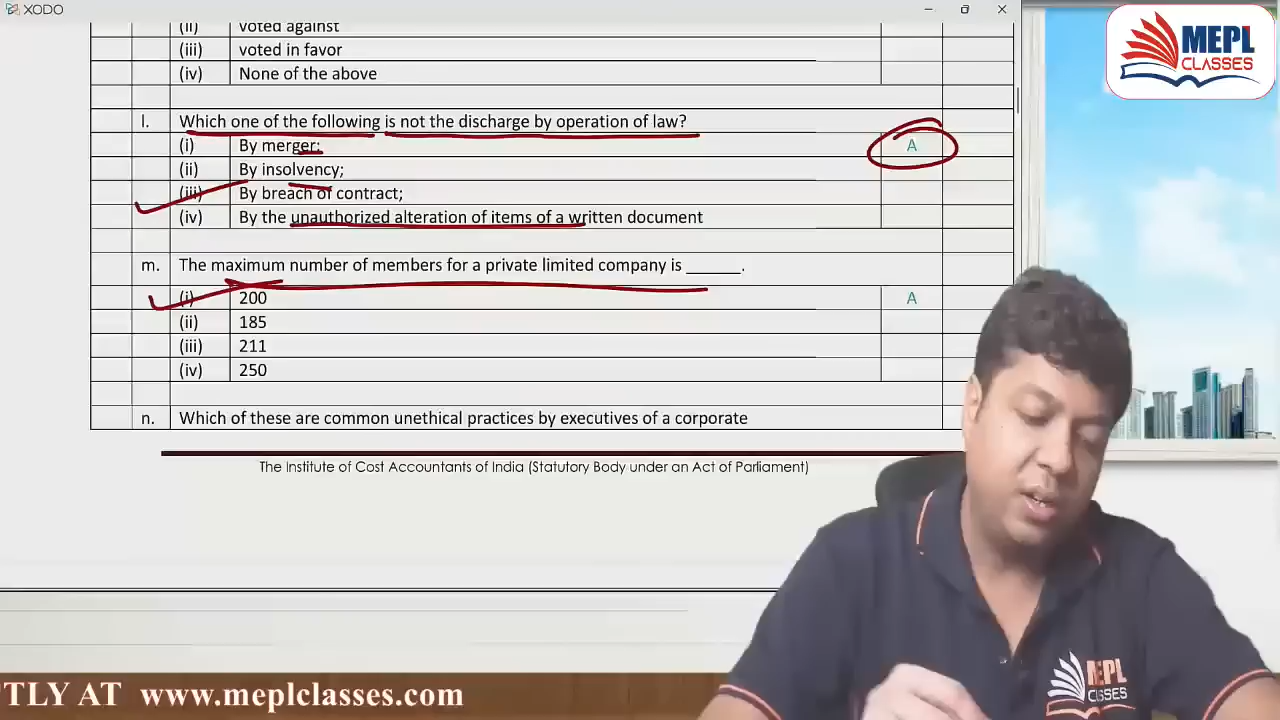 XODO
MEPL
CLASSES
(ii) voted against
(iii) voted in favor
(iv) None of the above
l. Which one of the following is not the discharge by operation of law?
(i) By merger; A
(ii) By insolvency;
(iii) By breach of contract;
(iv) By the unauthorized alteration of items of a written document
m. The maximum number of members for a private limited company is ______.
(i) 200 A
(ii) 185
(iii) 211
(iv) 250
n. Which of these are common unethical practices by executives of a corporate
The Institute of Cost Accountants of India (Statutory Body under an Act of Parliament)
MEPL
CLASSES
TLY AT www.meplclasses.com